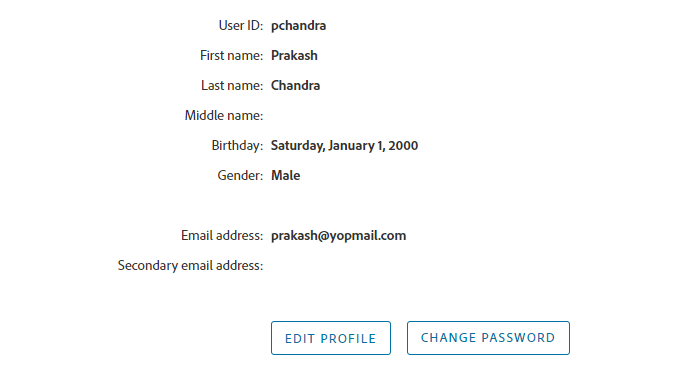 User ID: pchandra
First name: Prakash
Last name: Chandra
Middle name:
Birthday: Saturday, January 1, 2000
Gender: Male
Email address: prakash@yopmail.com
Secondary email address:
EDIT PROFILE CHANGE PASSWORD